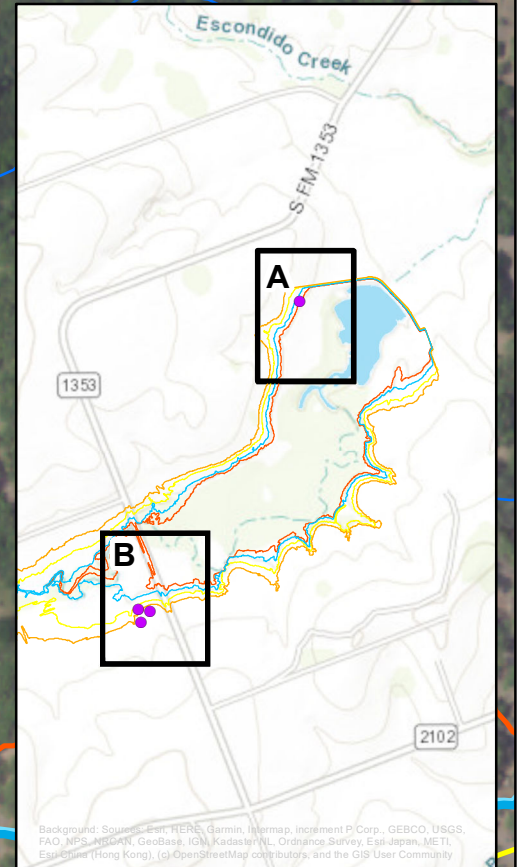 Escondido Creek
S FM 1353
A
1353
B
2102
Background: Sources: Esri, HERE, Garmin, Intermap, increment P Corp., GEBCO, USGS,
FAO, NPS, NRCAN, GeoBase, IGN, Kadaster NL, Ordnance Survey, Esri Japan, METI,
Esri China (Hong Kong), (c) OpenStreetMap contributors, and the GIS User Community